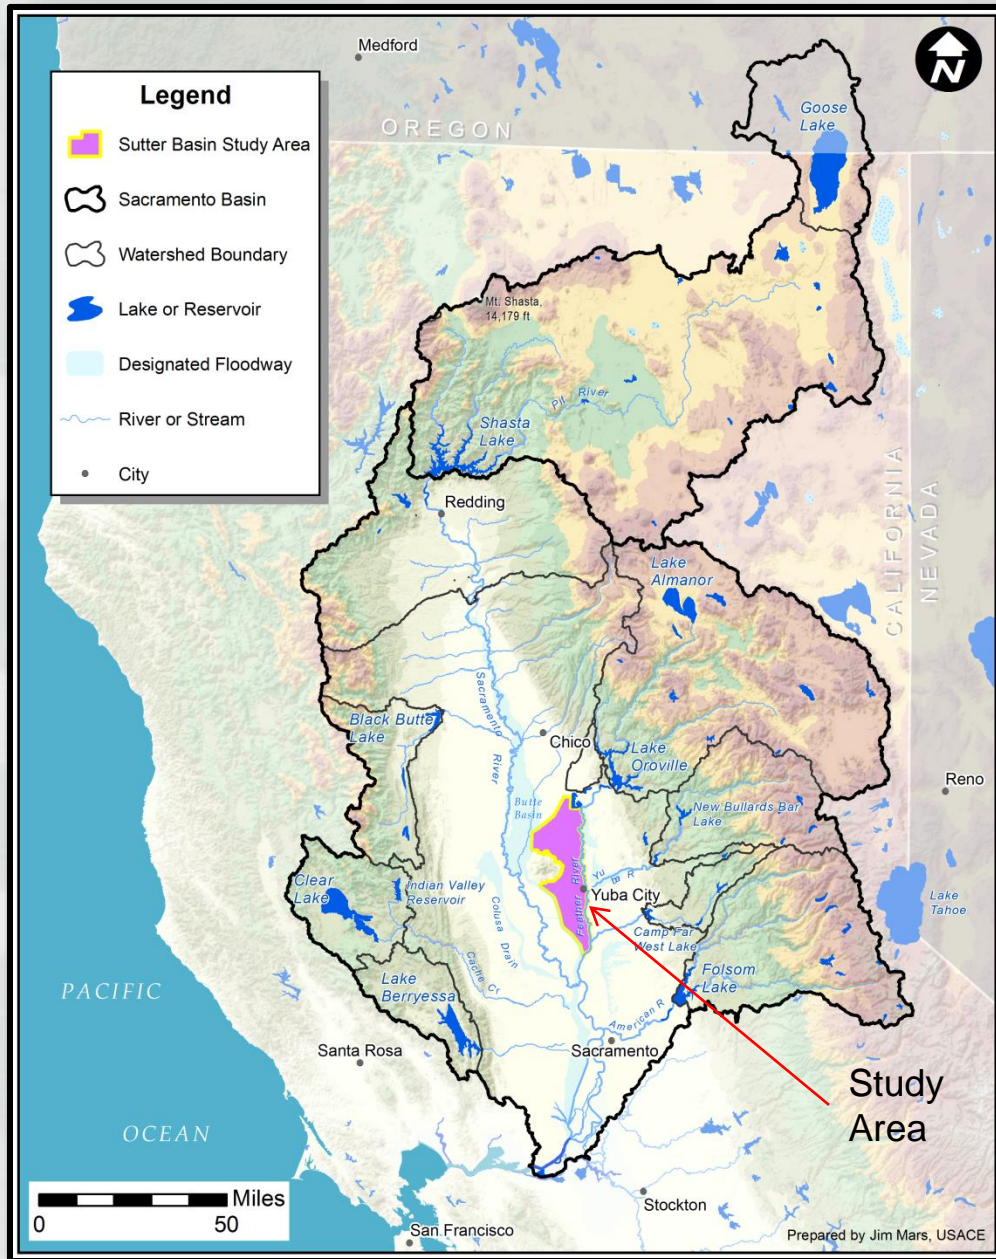 Medford
N
Legend
Sutter Basin Study Area
Sacramento Basin
Watershed Boundary
Lake or Reservoir
Designated Floodway
River or Stream
City
OREGON
Goose
Lake
Mt. Shasta,
14,179 ft
Pit River
Shasta
Lake
Redding
CALIFORNIA
NEVADA
Lake
Almanor
Sacramento River
Black Butte
Lake
Chico
Lake
Oroville
Reno
Butte
Basin
New Bullards Bar
Lake
Feather River
Yuba R
Yuba City
Clear
Lake
Indian Valley
Reservoir
Colusa Drain
Camp Far
West Lake
Lake
Tahoe
Cache Cr
Folsom
Lake
Lake
Berryessa
American R
PACIFIC
Santa Rosa
Sacramento
Study
Area
OCEAN
Miles
0 50
Stockton
San Francisco
Prepared by Jim Mars, USACE